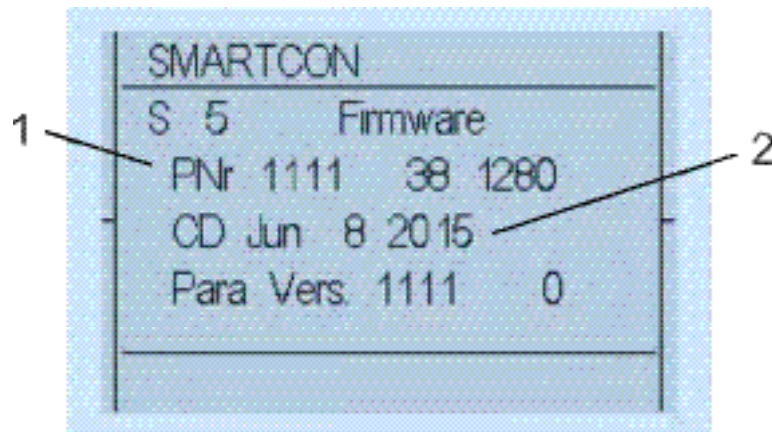 SMARTCON
S 5 Firmware
1
PNr 1111 38 1280
2
CD Jun 8 2015
Para Vers. 1111 0